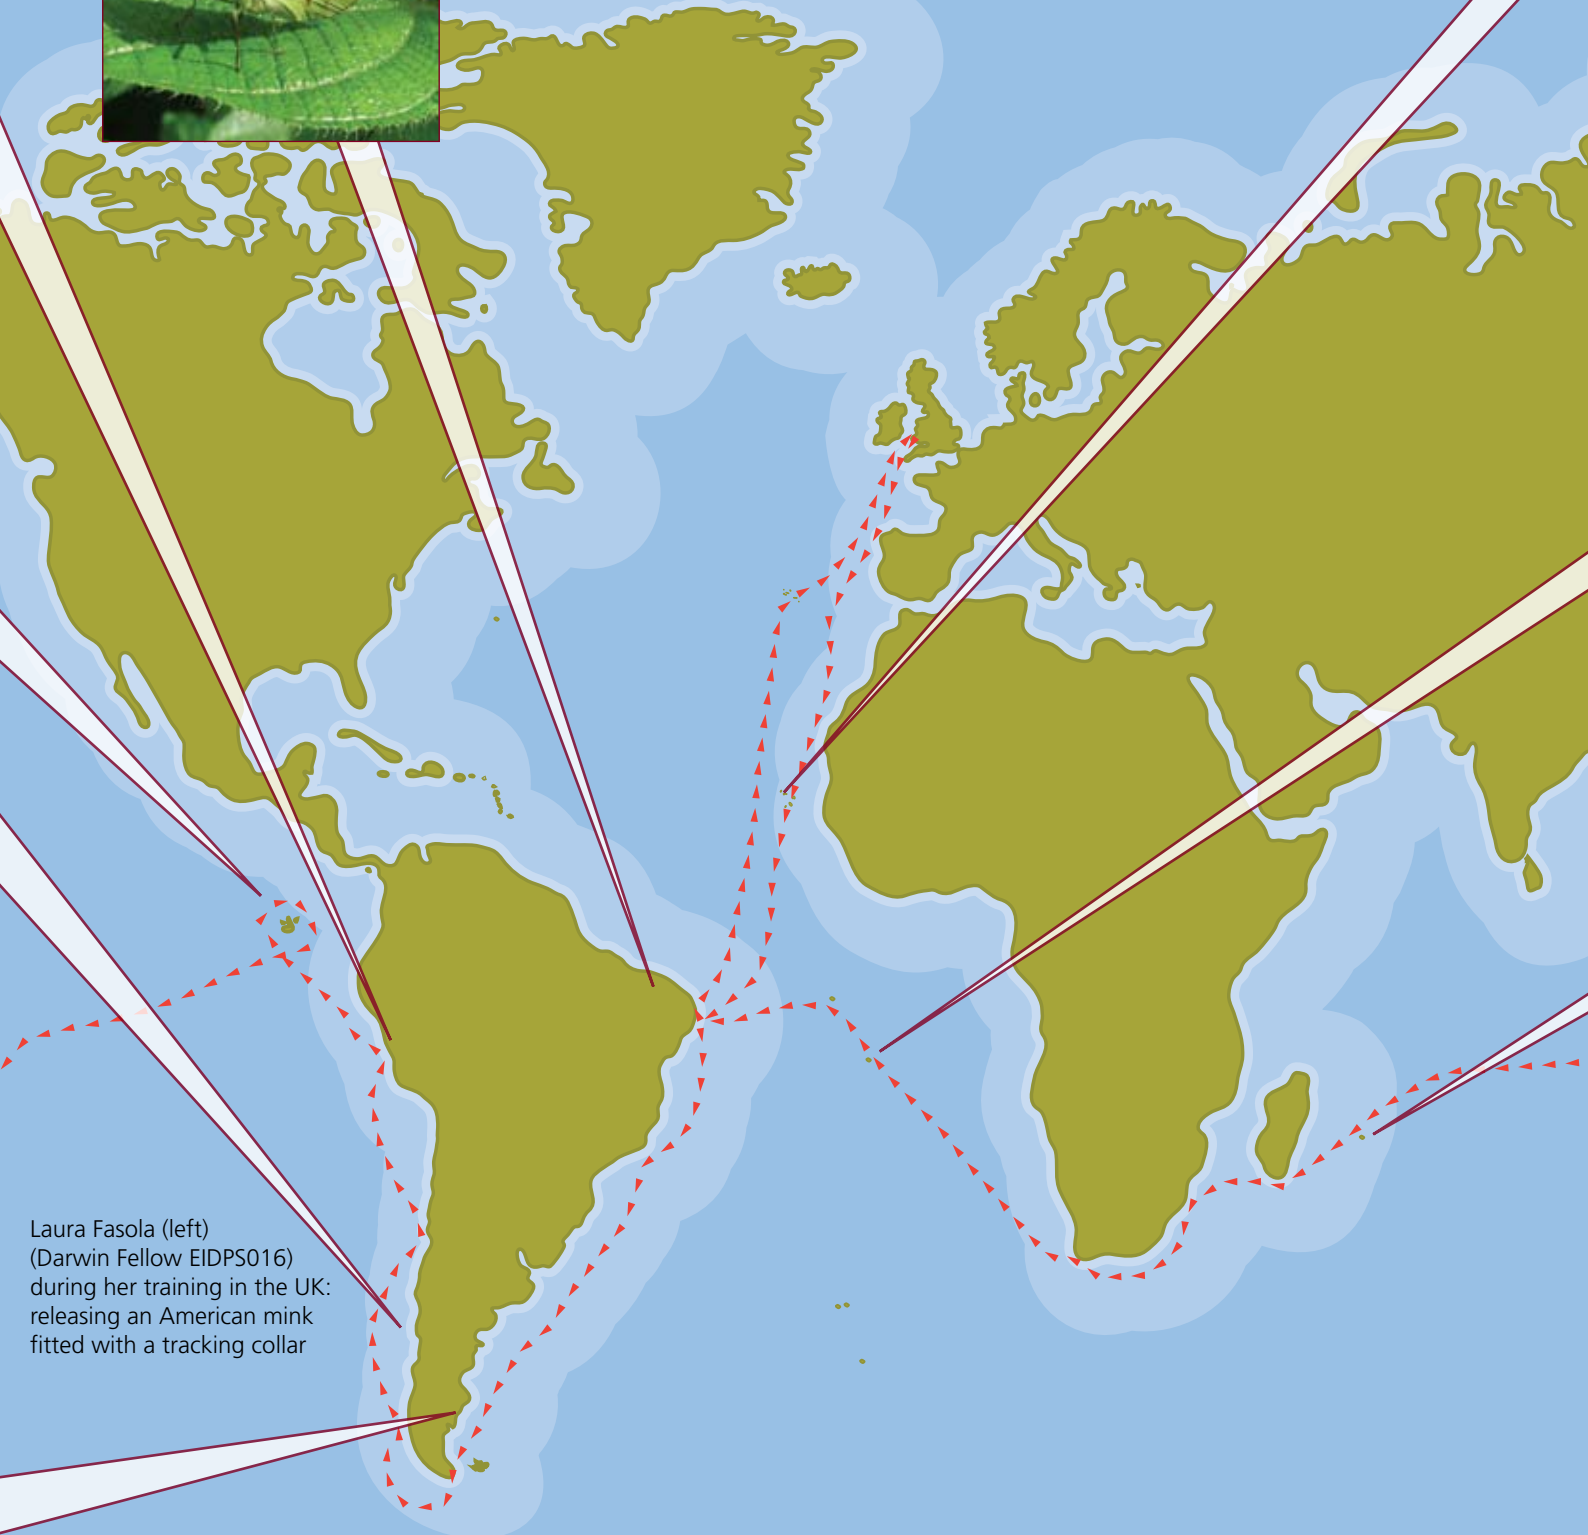 Laura Fasola (left)
(Darwin Fellow EIDPS016)
during her training in the UK:
releasing an American mink
fitted with a tracking collar